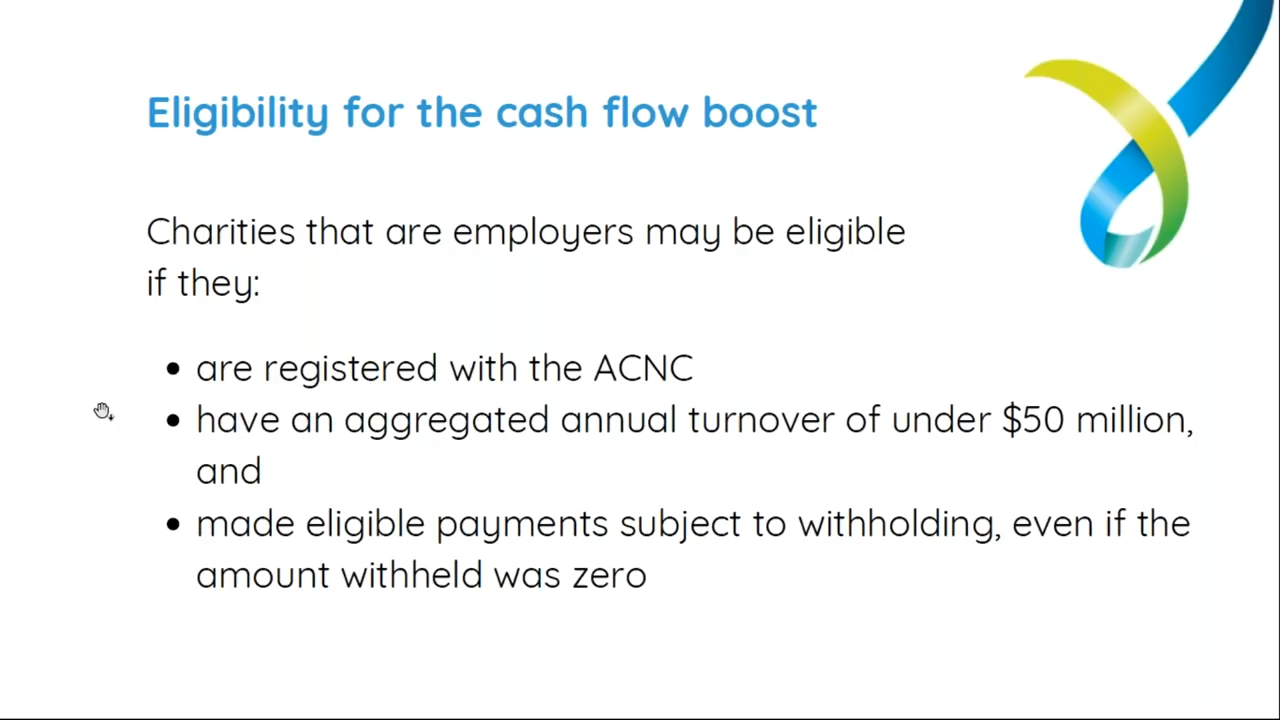 Eligibility for the cash flow boost
Charities that are employers may be eligible
if they:
• are registered with the ACNC
• have an aggregated annual turnover of under $50 million,
and
• made eligible payments subject to withholding, even if the
amount withheld was zero